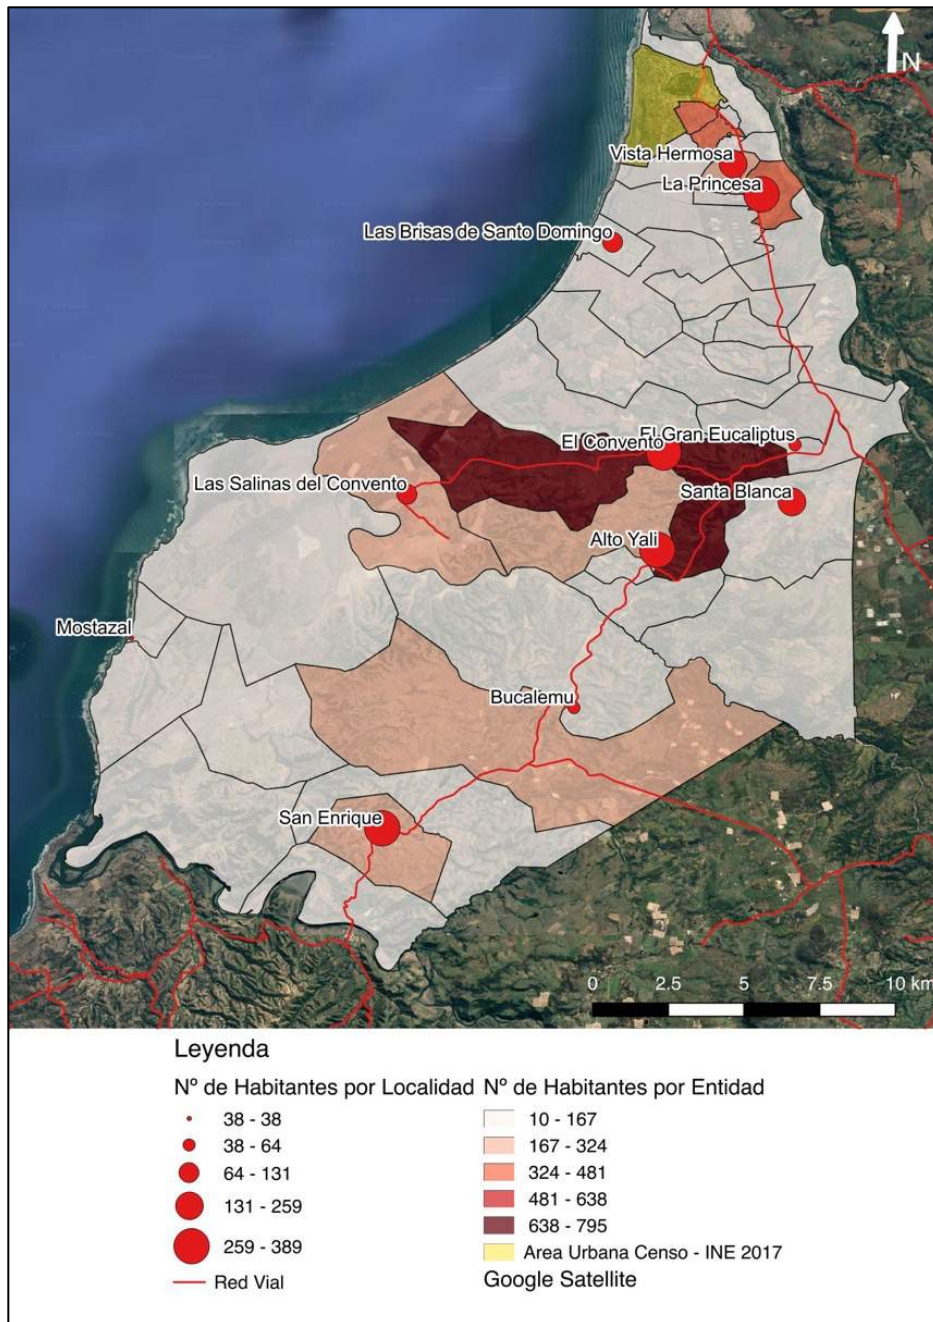 N
Vista Hermosa
La Princesa
Las Brisas de Santo Domingo
El Gran Eucaliptus
El Convento
Las Salinas del Convento
Santa Blanca
Alto Yali
Mostazal
Bucalemu
San Enrique
0 2.5 5 7.5 10 km
Leyenda
Nº de Habitantes por Localidad
38 - 38
38 - 64
64 - 131
131 - 259
259 - 389
Red Vial
Nº de Habitantes por Entidad
10 - 167
167 - 324
324 - 481
481 - 638
638 - 795
Area Urbana Censo - INE 2017
Google Satellite